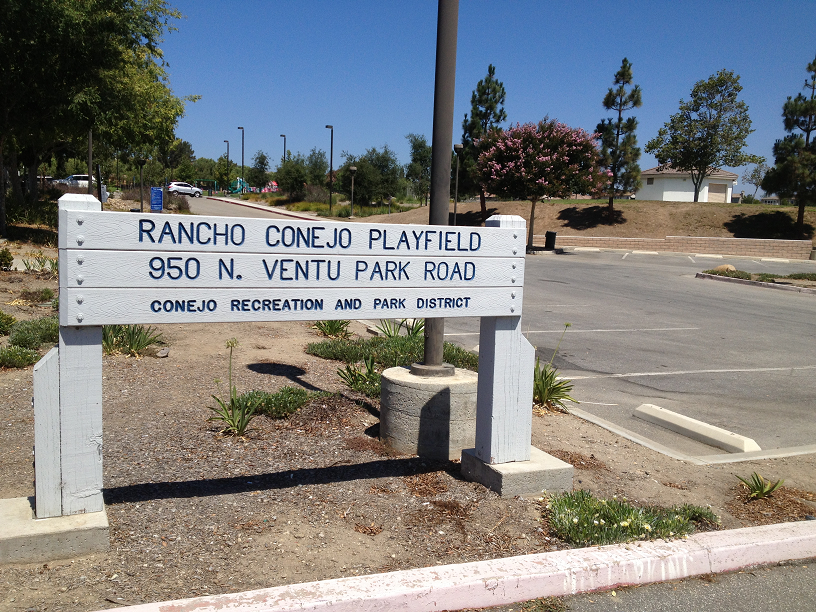 RANCHO CONEJO PLAYFIELD
950 N. VENTU PARK ROAD
CONEJO RECREATION AND PARK DISTRICT